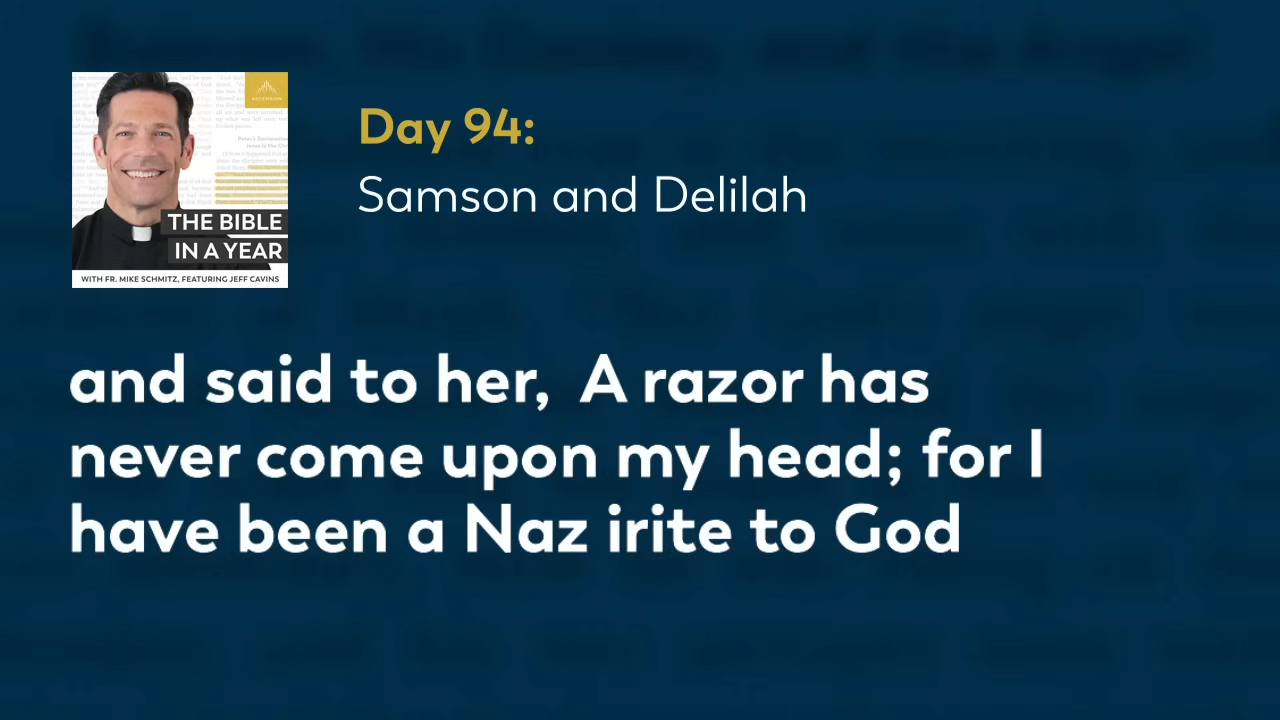 ASCENSION
THE BIBLE
IN A YEAR
WITH FR. MIKE SCHMITZ, FEATURING JEFF CAVINS
Day 94:
Samson and Delilah
and said to her,  A razor has
never come upon my head; for I
have been a Naz irite to God